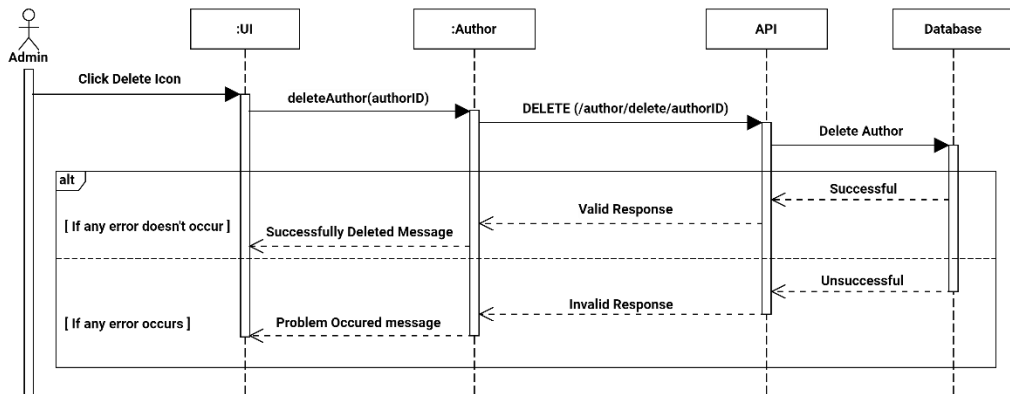 :UI
:Author
API
Database
Admin
Click Delete Icon
deleteAuthor(authorID)
DELETE (/author/delete/authorID)
Delete Author
alt
Successful
Valid Response
[ If any error doesn't occur ]
Successfully Deleted Message
Unsuccessful
Invalid Response
[ If any error occurs ]
Problem Occured message